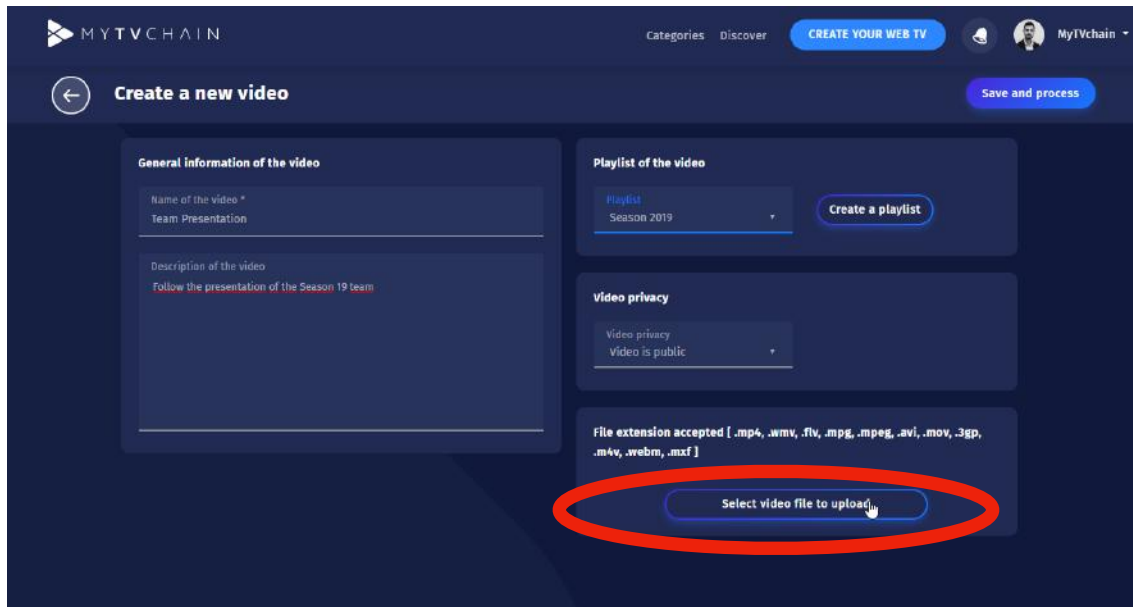 MYTVCHAIN
Categories Discover CREATE YOUR WEB TV MyTVchain
Create a new video
Save and process
General information of the video
Name of the video *
Team Presentation
Description of the video
Follow the presentation of the Season 19 team
Playlist of the video
Playlist
Season 2019
Create a playlist
Video privacy
Video privacy
Video is public
File extension accepted [ .mp4, .wmv, .flv, .mpg, .mpeg, .avi, .mov, .3gp,
.m4v, .webm, .mxf ]
Select video file to upload